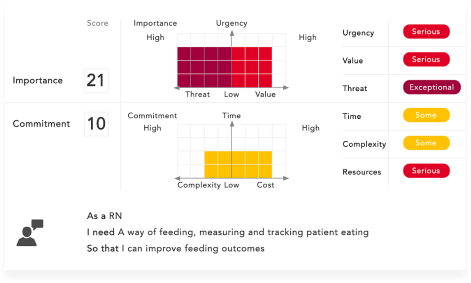 Score
Importance
Urgency
High
High
Importance
21
Threat
Low
Value
Commitment
10
Commitment
Time
High
High
Complexity
Low
Cost
Urgency
Serious
Value
Serious
Threat
Exceptional
Time
Some
Complexity
Some
Resources
Serious
As a RN
I need A way of feeding, measuring and tracking patient eating
So that I can improve feeding outcomes